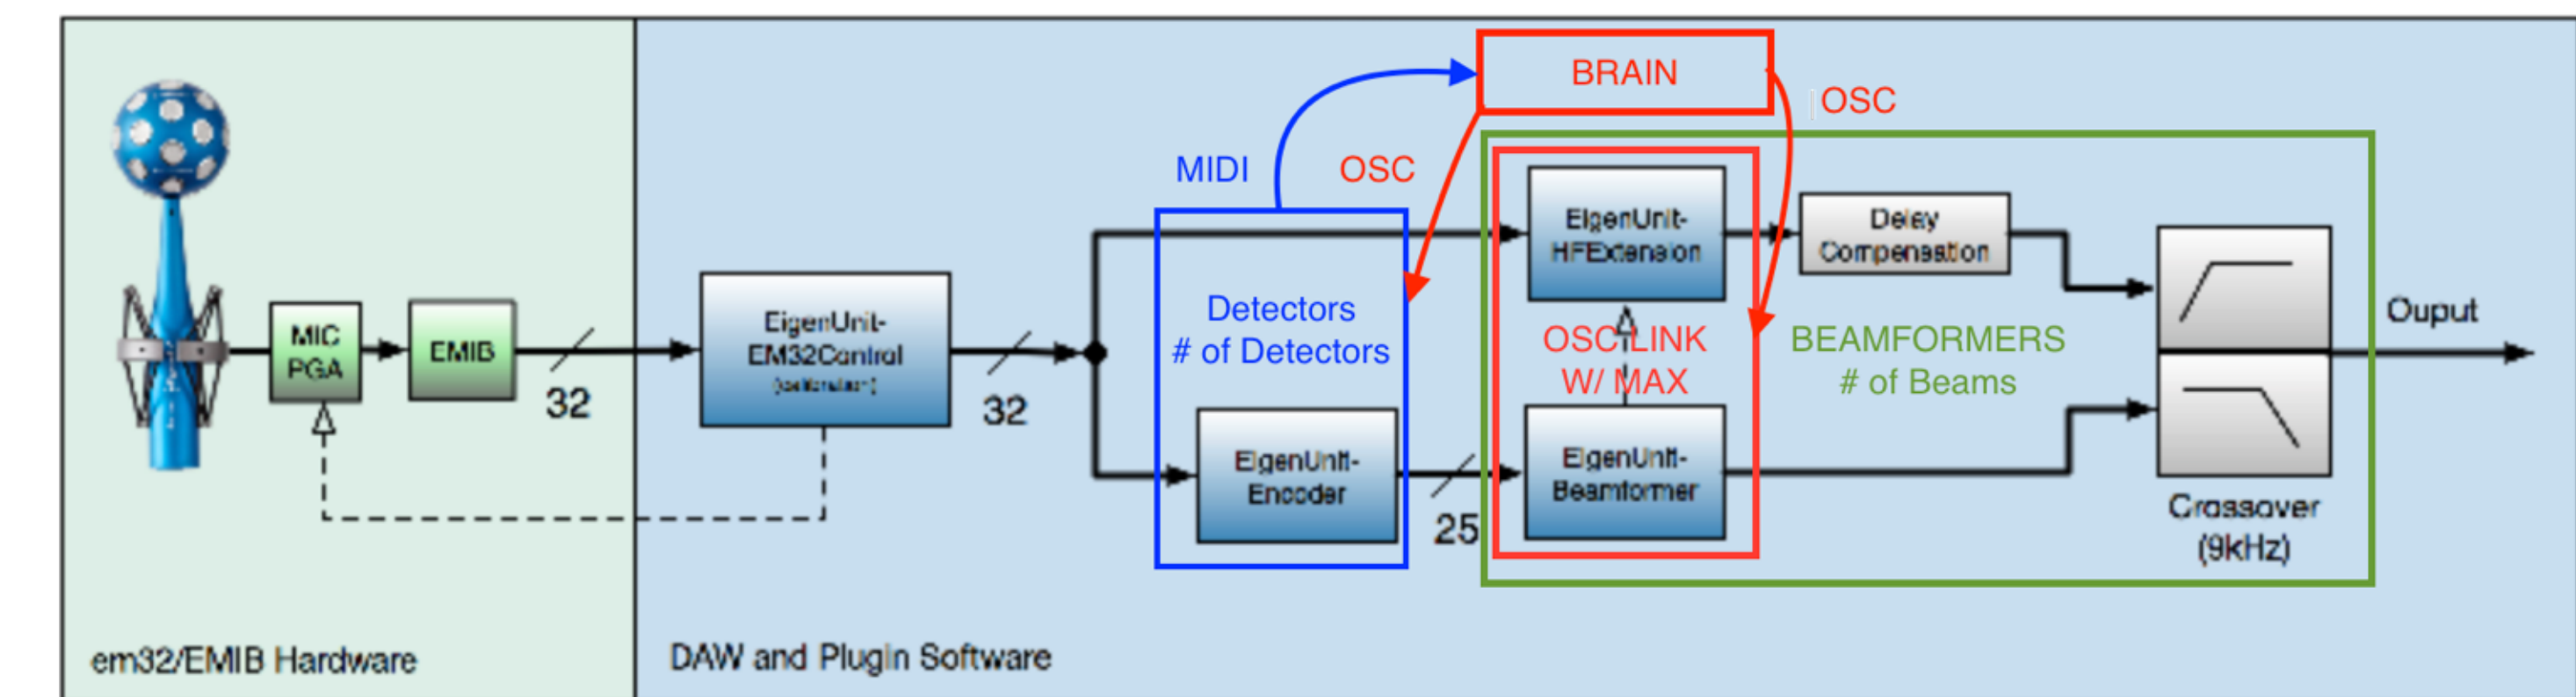 BRAIN
OSC
MIDI
OSC
EigenUnit-
HFExtension
Delay
Compensation
Detectors
# of Detectors
MIC
PGA
EMIB
32
EigenUnit-
EM32Control
(calibration)
32
OSC LINK
W/ MAX
BEAMFORMERS
# of Beams
Ouput
EigenUnit-
Encoder
25
EigenUnit-
Beamformer
Crossover
(9kHz)
em32/EMIB Hardware
DAW and Plugin Software